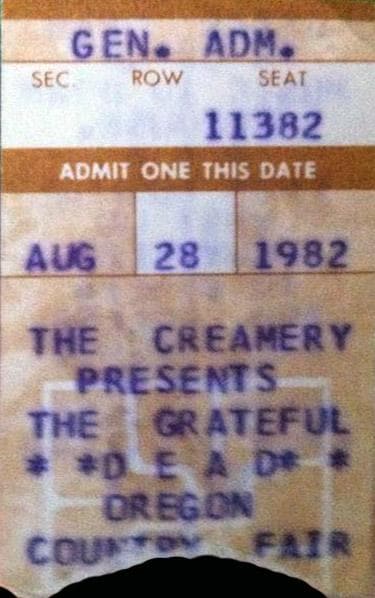 GEN. ADM.
SEC. ROW SEAT
11382
ADMIT ONE THIS DATE
AUG 28 1982
THE CREAMERY
PRESENTS
THE GRATEFUL
* *D E A D* *
OREGON
COUNTRY FAIR